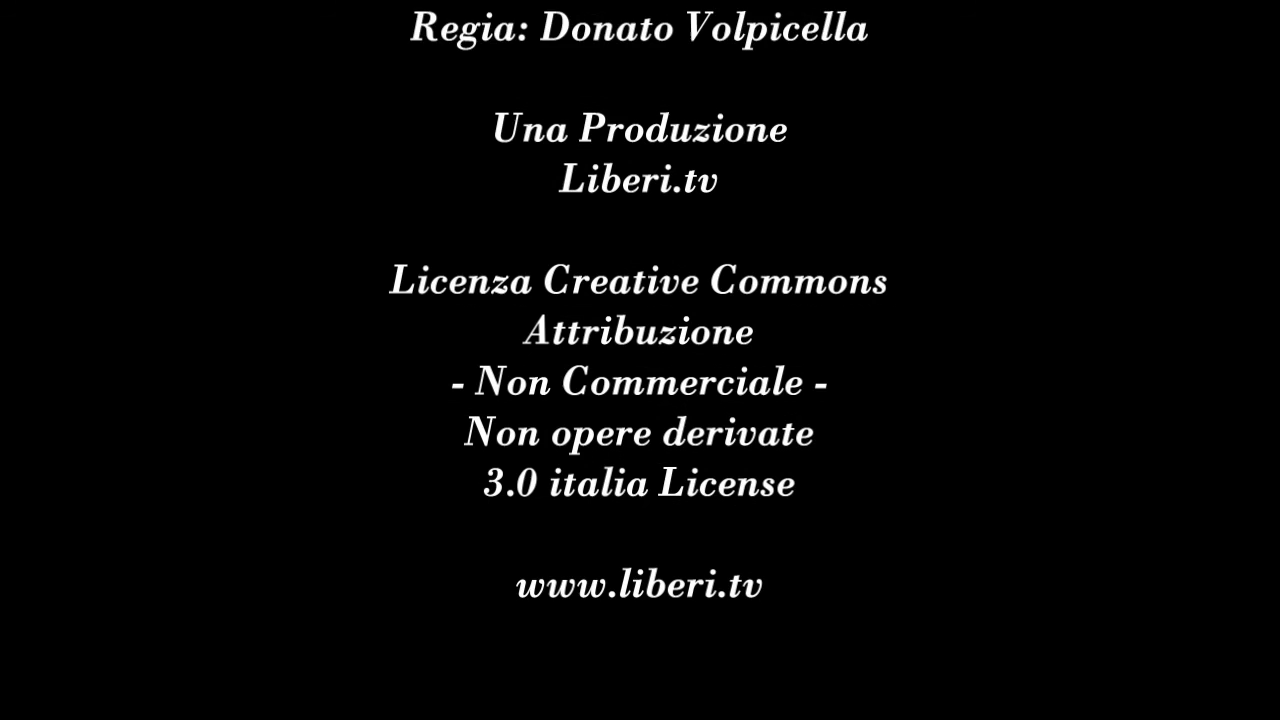 Regia: Donato Volpicella
Una Produzione
Liberi.tv
Licenza Creative Commons
Attribuzione
- Non Commerciale -
Non opere derivate
3.0 italia License
www.liberi.tv